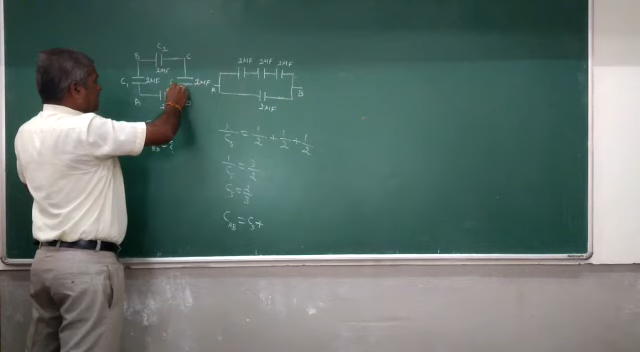 C2
B C
2MF
C1 2MF 2MF
A
2MF 2MF 2MF
A B
2MF
1/Cs = 1/2 + 1/2 + 1/2
1/Cs = 3/2
Cs = 2/3
CAB = Cs +